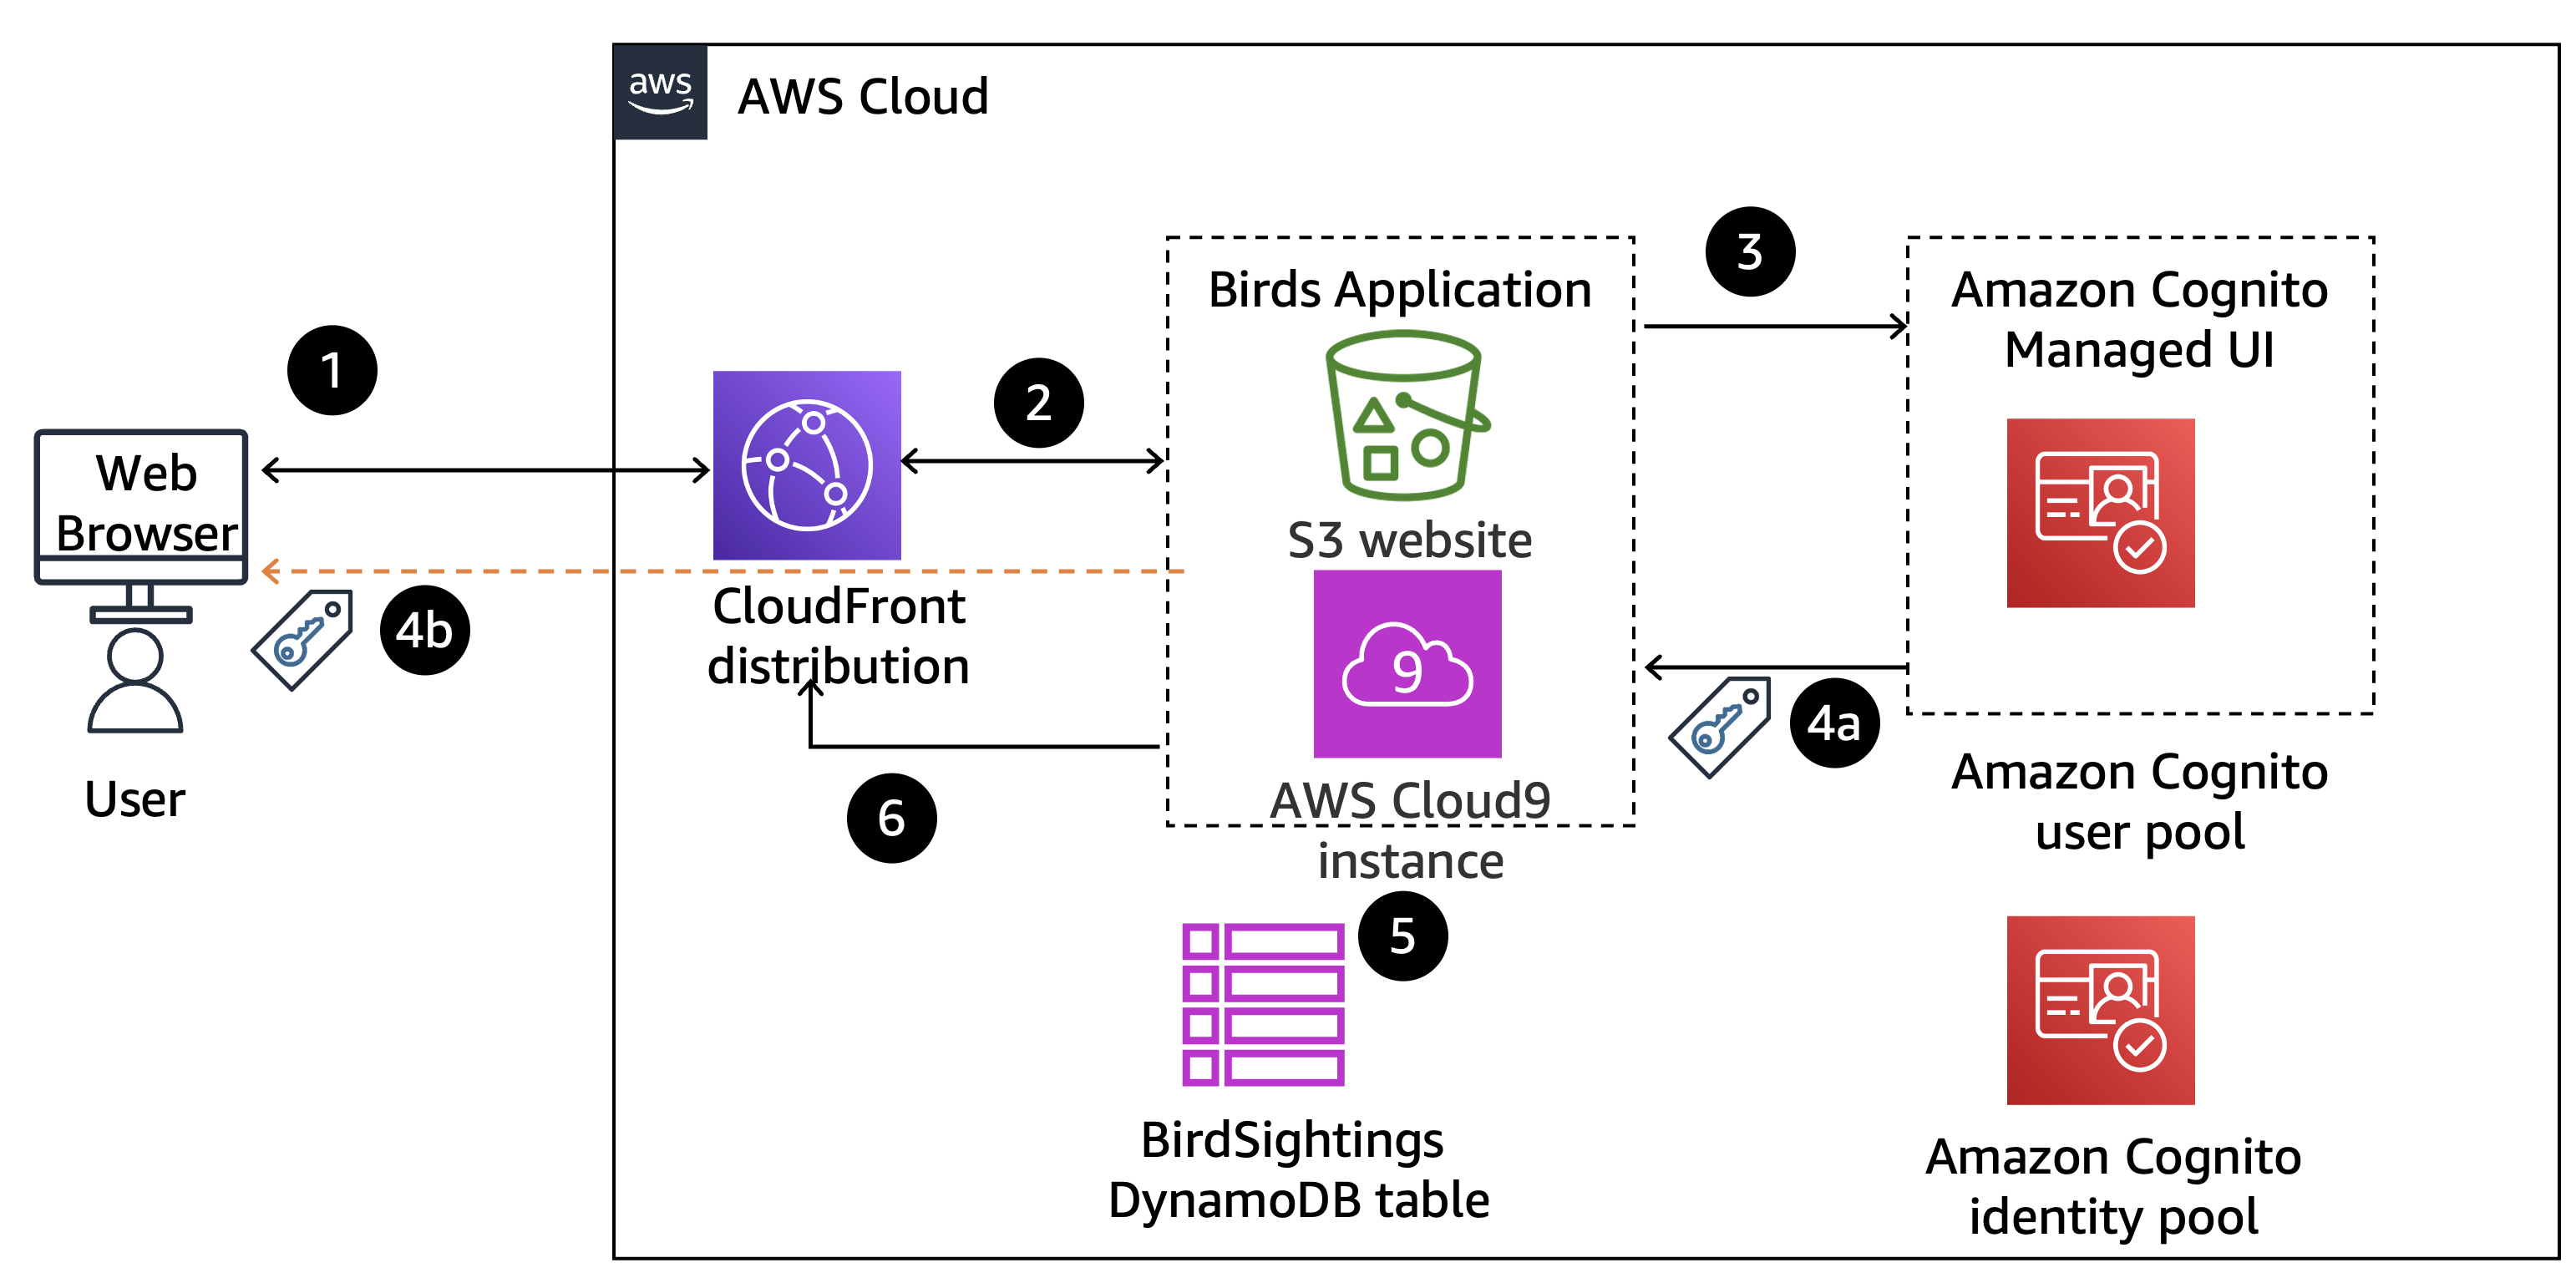 aws
AWS Cloud
1
Web
Browser
User
4b
CloudFront
distribution
2
6
Birds Application
S3 website
9
AWS Cloud9
instance
5
BirdSightings
DynamoDB table
3
4a
Amazon Cognito
Managed UI
Amazon Cognito
user pool
Amazon Cognito
identity pool